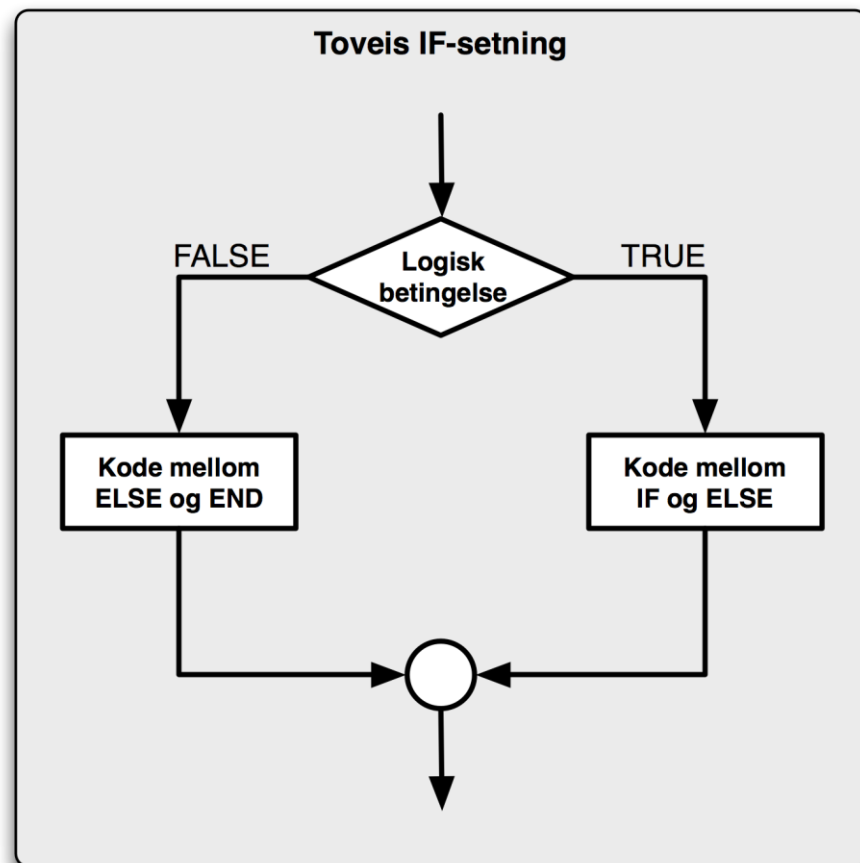 Toveis IF-setning
FALSE
Logisk
betingelse
TRUE
Kode mellom
ELSE og END
Kode mellom
IF og ELSE